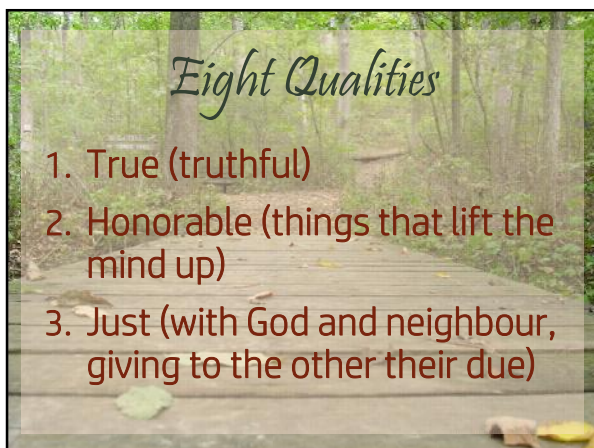 Eight Qualities
1. True (truthful)
2. Honorable (things that lift the
mind up)
3. Just (with God and neighbour,
giving to the other their due)